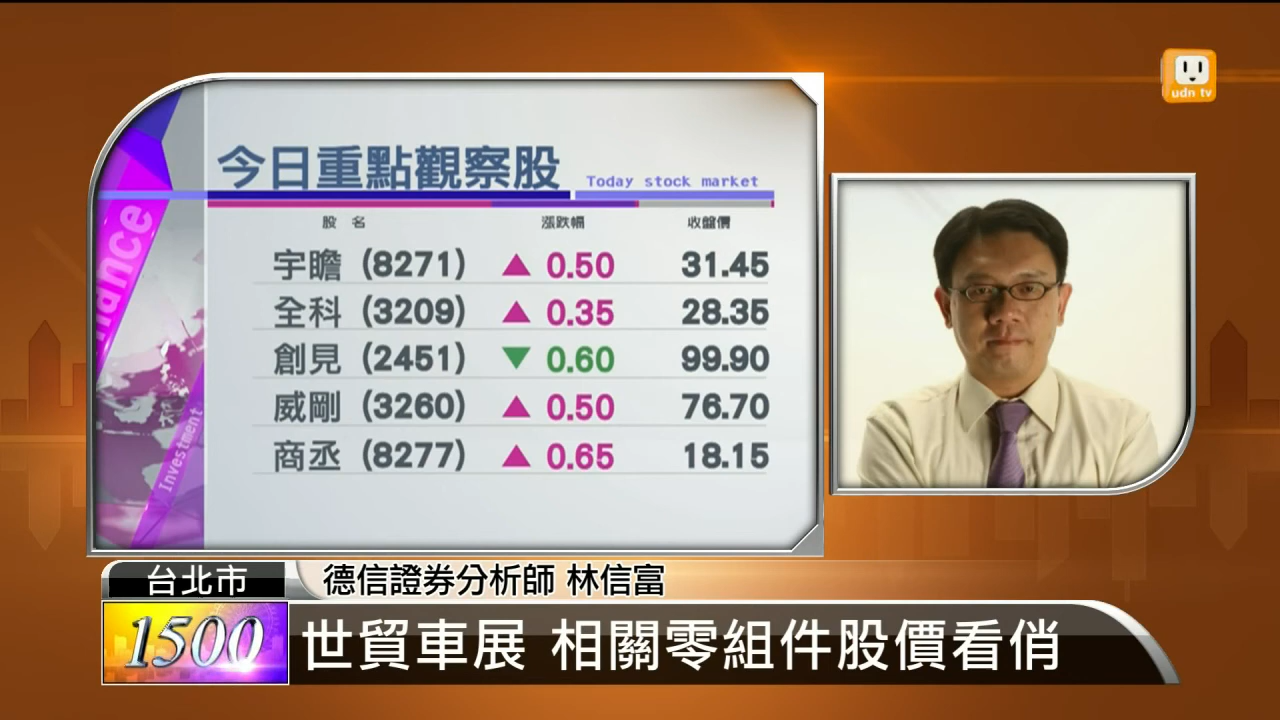 udn tv
今日重點觀察股
Today stock market
股 名 漲跌幅 收盤價
宇瞻 (8271) ▲ 0.50 31.45
全科 (3209) ▲ 0.35 28.35
創見 (2451) ▼ 0.60 99.90
威剛 (3260) ▲ 0.50 76.70
商丞 (8277) ▲ 0.65 18.15
Investment
台北市 德信證券分析師 林信富
1500 世貿車展 相關零組件股價看俏